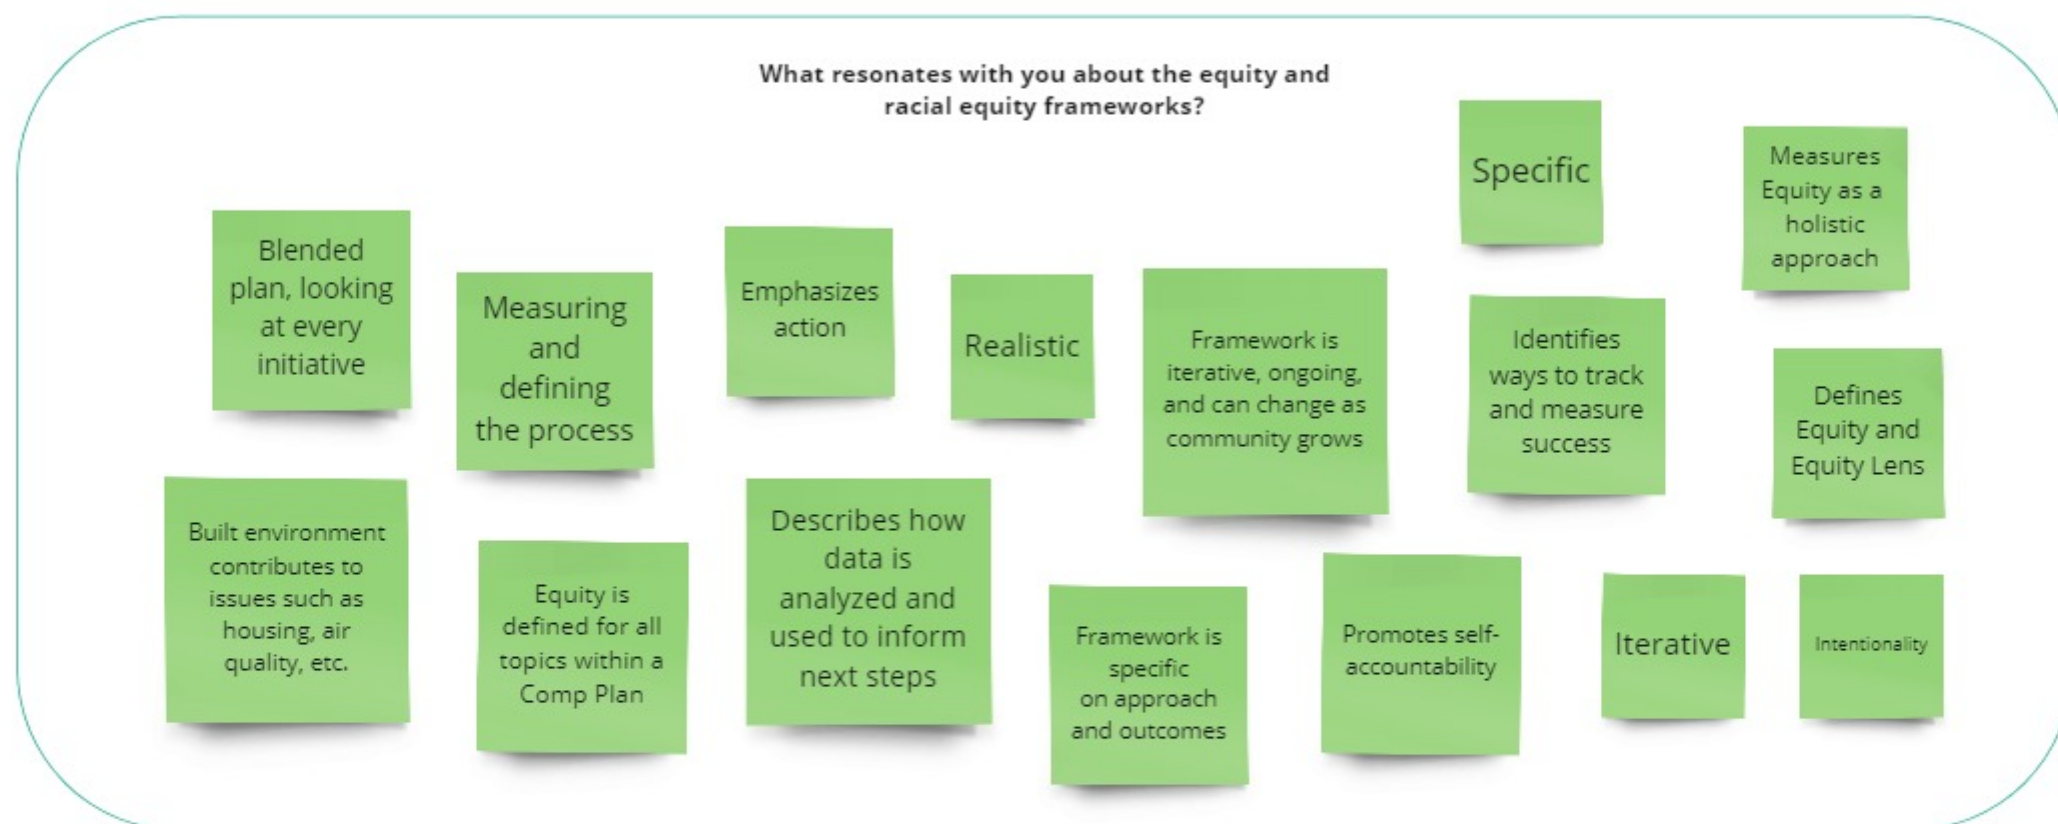 What resonates with you about the equity and
racial equity frameworks?
Specific
Measures
Equity as a
holistic
approach
Blended
plan, looking
at every
initiative
Measuring
and
defining
the process
Emphasizes
action
Realistic
Framework is
iterative, ongoing,
and can change as
community grows
Identifies
ways to track
and measure
success
Defines
Equity and
Equity Lens
Built environment
contributes to
issues such as
housing, air
quality, etc.
Equity is
defined for all
topics within a
Comp Plan
Describes how
data is
analyzed and
used to inform
next steps
Framework is
specific
on approach
and outcomes
Promotes self-
accountability
Iterative
Intentionality